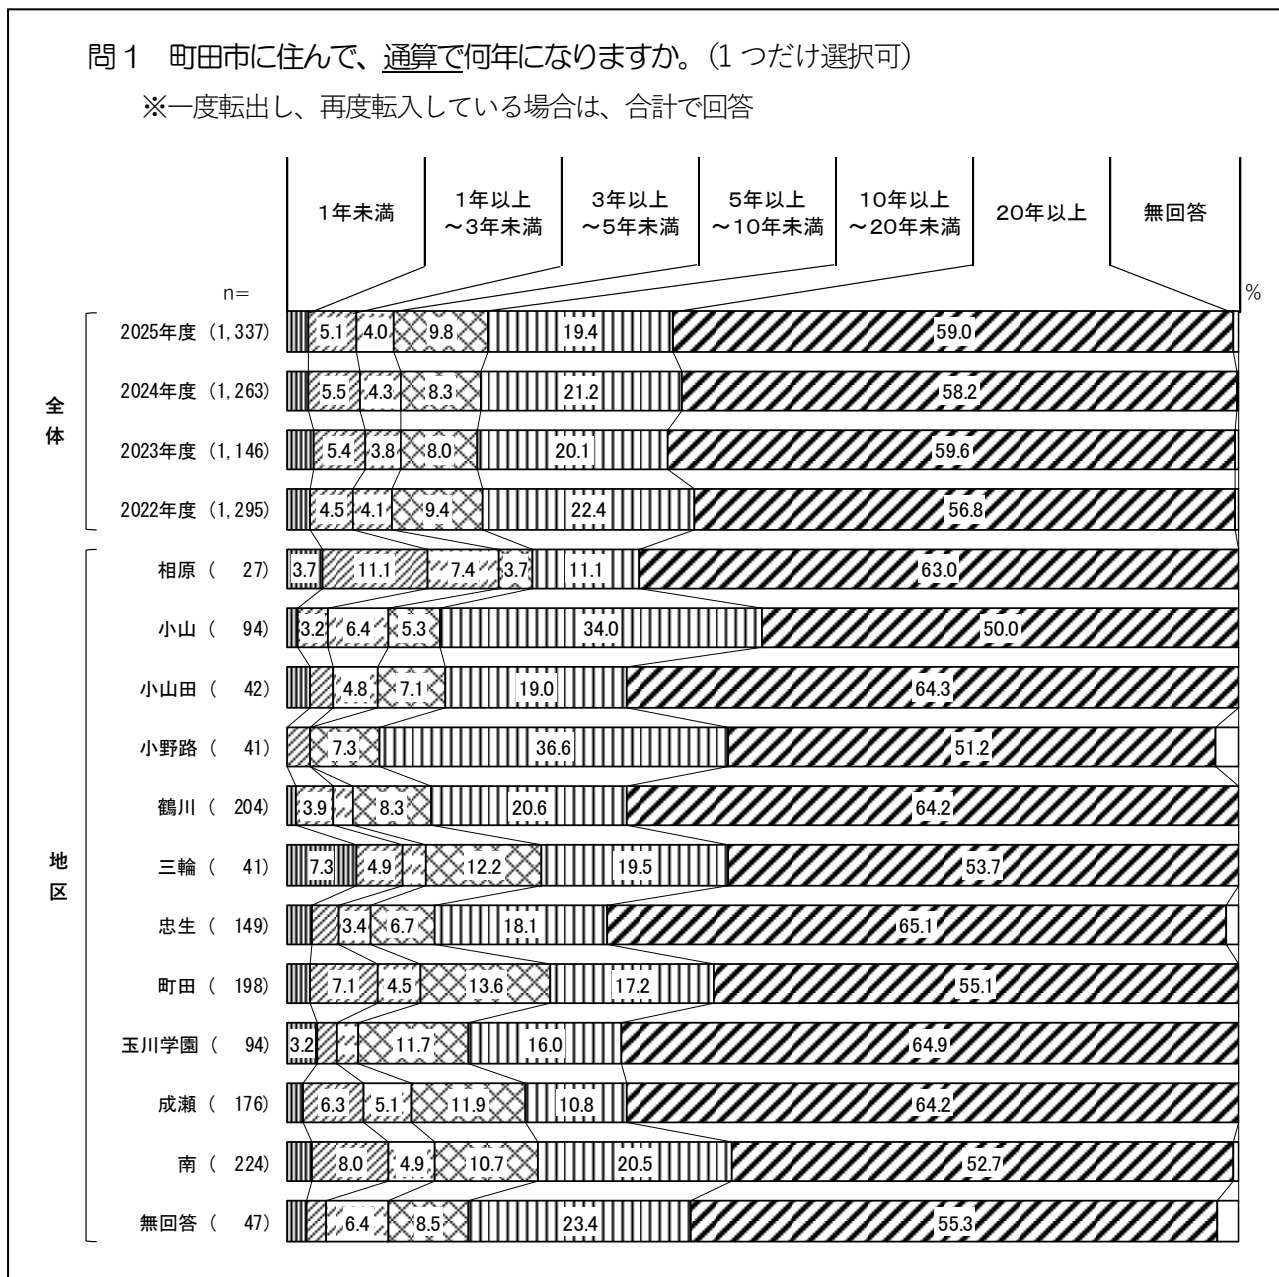 問1 町田市に住んで、通算で何年になりますか。(1つだけ選択可)
※一度転出し、再度転入している場合は、合計で回答
1年未満 1年以上～3年未満 3年以上～5年未満 5年以上～10年未満 10年以上～20年未満 20年以上 無回答
n= %
全体
2025年度 (1,337) 5.1 4.0 9.8 19.4 59.0
2024年度 (1,263) 5.5 4.3 8.3 21.2 58.2
2023年度 (1,146) 5.4 3.8 8.0 20.1 59.6
2022年度 (1,295) 4.5 4.1 9.4 22.4 56.8
地区
相原 ( 27) 3.7 11.1 7.4 3.7 11.1 63.0
小山 ( 94) 3.2 6.4 5.3 34.0 50.0
小山田 ( 42) 4.8 7.1 19.0 64.3
小野路 ( 41) 7.3 36.6 51.2
鶴川 ( 204) 3.9 8.3 20.6 64.2
三輪 ( 41) 7.3 4.9 12.2 19.5 53.7
忠生 ( 149) 3.4 6.7 18.1 65.1
町田 ( 198) 7.1 4.5 13.6 17.2 55.1
玉川学園 ( 94) 3.2 11.7 16.0 64.9
成瀬 ( 176) 6.3 5.1 11.9 10.8 64.2
南 ( 224) 8.0 4.9 10.7 20.5 52.7
無回答 ( 47) 6.4 8.5 23.4 55.3